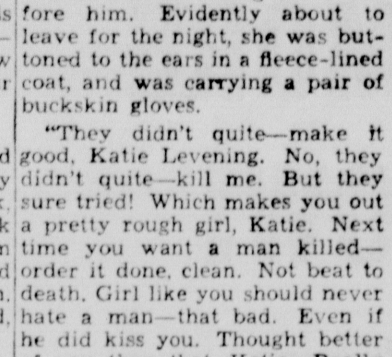 fore him. Evidently about to
leave for the night, she was but-
toned to the ears in a fleece-lined
coat, and was carrying a pair of
buckskin gloves.
"They didn't quite—make it
good, Katie Levening. No, they
didn't quite—kill me. But they
sure tried! Which makes you out
a pretty rough girl, Katie. Next
time you want a man killed—
order it done, clean. Not beat to
death. Girl like you should never
hate a man—that bad. Even if
he did kiss you. Thought better